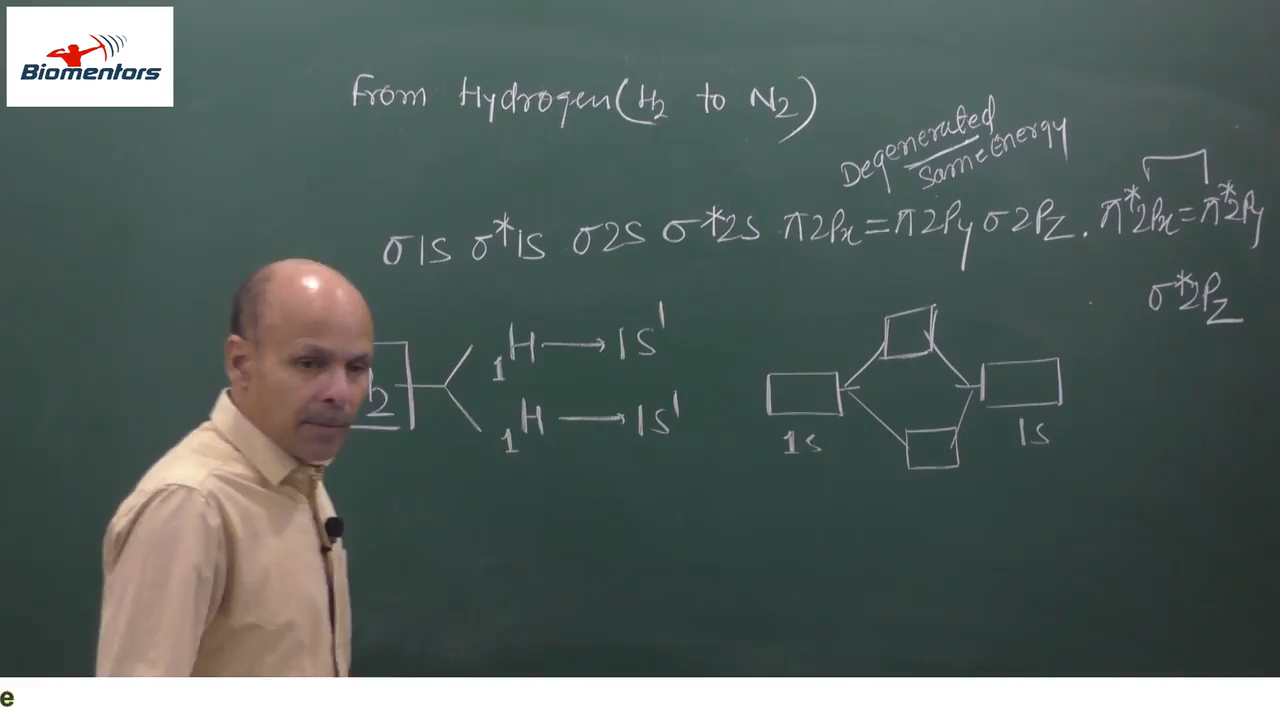 Biomentors
From Hydrogen (H₂ to N₂)
Degenerated
Same Energy
σ1s σ*1s σ2s σ*2s π2Px = π2Py σ2Pz . π*2Px = π*2Py
σ*2Pz
2
₁H → 1S¹
₁H → 1S¹
1s
1s
e